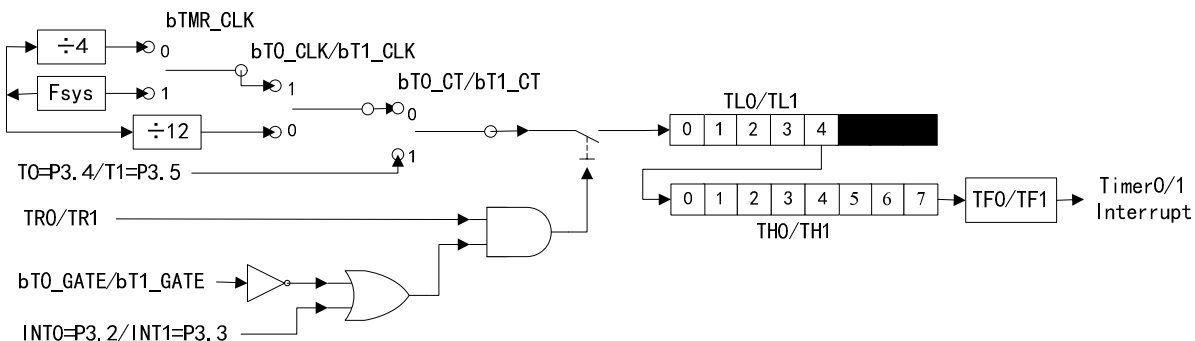 bTMR_CLK
÷4
0
bT0_CLK/bT1_CLK
Fsys
1
1
bT0_CT/bT1_CT
0
÷12
0
1
T0=P3.4/T1=P3.5
TL0/TL1
0 1 2 3 4
TR0/TR1
0 1 2 3 4 5 6 7
TH0/TH1
TF0/TF1
Timer0/1
Interrupt
bT0_GATE/bT1_GATE
INT0=P3.2/INT1=P3.3